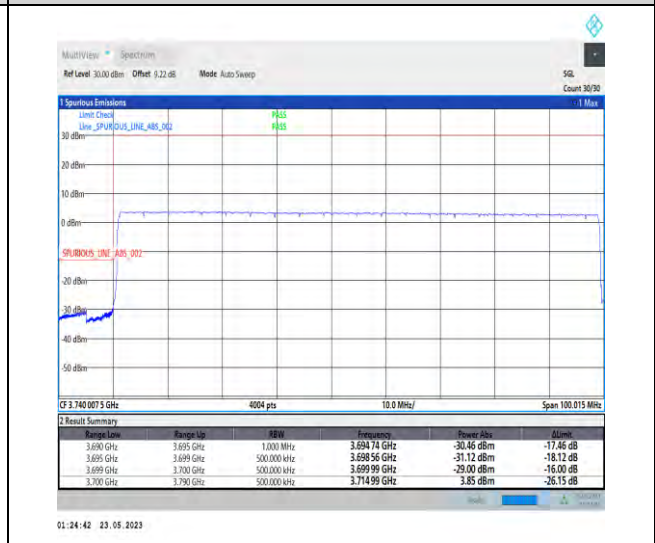 MultiView Spectrum
Ref Level 30.00 dBm Offset 9.22 dB Mode Auto Sweep SGL
Count 30/30
1 Spurious Emissions 1 Max
Limit Check PASS
Line _SPURIOUS_LINE_ABS_002 PASS
30 dBm
20 dBm
10 dBm
0 dBm
_SPURIOUS_LINE_ABS_002
-20 dBm
-30 dBm
-40 dBm
-50 dBm
CF 3.740 007 5 GHz 4004 pts 10.0 MHz/ Span 100.015 MHz
2 Result Summary
Range Low Range Up RBW Frequency Power Abs ΔLimit
3.690 GHz 3.695 GHz 1.000 MHz 3.694 74 GHz -30.46 dBm -17.46 dB
3.695 GHz 3.699 GHz 500.000 kHz 3.698 56 GHz -31.12 dBm -18.12 dB
3.699 GHz 3.700 GHz 500.000 kHz 3.699 99 GHz -29.00 dBm -16.00 dB
3.700 GHz 3.790 GHz 500.000 kHz 3.714 99 GHz 3.85 dBm -26.15 dB
Ready
01:24:42 23.05.2023